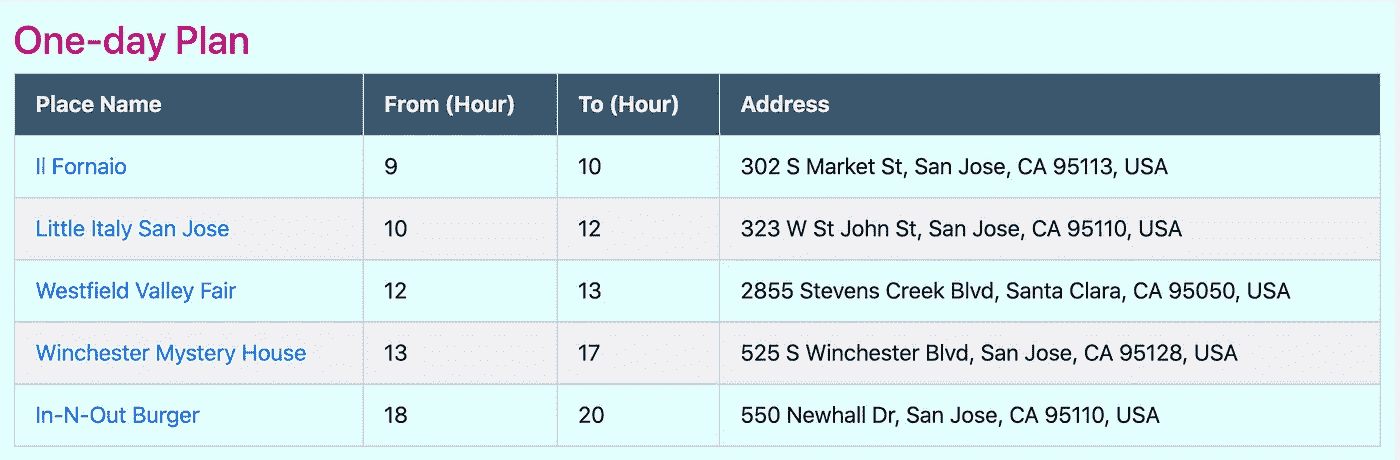 One-day Plan
Place Name From (Hour) To (Hour) Address
Il Fornaio 9 10 302 S Market St, San Jose, CA 95113, USA
Little Italy San Jose 10 12 323 W St John St, San Jose, CA 95110, USA
Westfield Valley Fair 12 13 2855 Stevens Creek Blvd, Santa Clara, CA 95050, USA
Winchester Mystery House 13 17 525 S Winchester Blvd, San Jose, CA 95128, USA
In-N-Out Burger 18 20 550 Newhall Dr, San Jose, CA 95110, USA